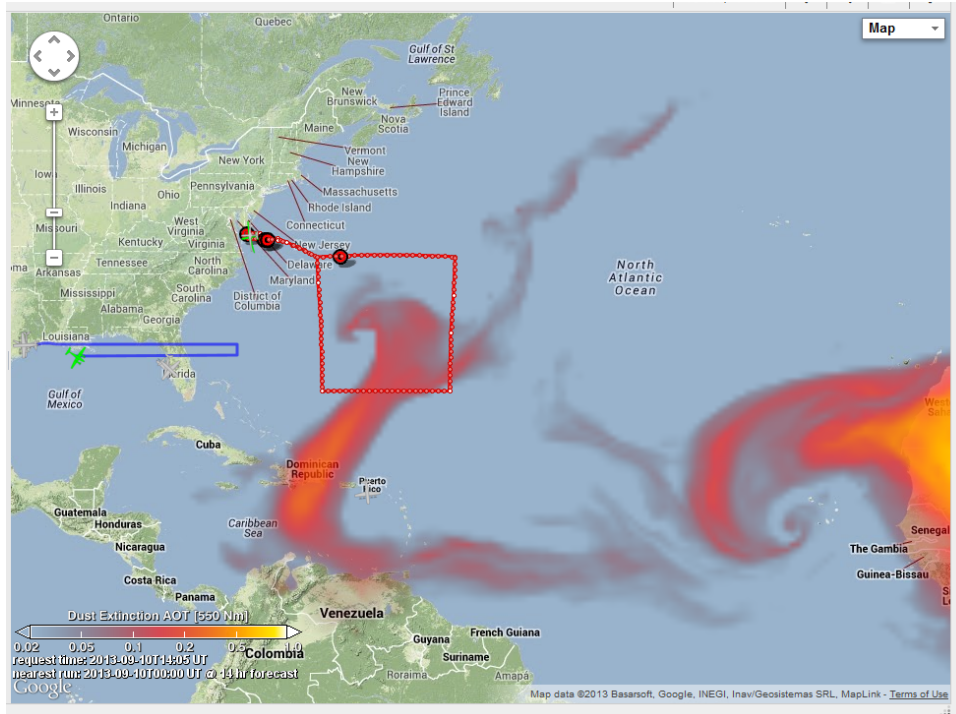 Ontario
Quebec
Map
Gulf of St
Lawrence
Minnesota
New
Brunswick
Prince
Edward
Island
Nova
Scotia
Maine
Wisconsin
Michigan
Vermont
New
Hampshire
New York
Iowa
Illinois
Indiana
Ohio
Pennsylvania
Massachusetts
Rhode Island
Connecticut
Missouri
West
Virginia
Kentucky
Virginia
New Jersey
Delaware
Maryland
District of
Columbia
North
Atlantic
Ocean
Arkansas
Tennessee
North
Carolina
Mississippi
Alabama
South
Carolina
Georgia
Louisiana
Florida
Gulf of
Mexico
Cuba
Dominican
Republic
Puerto
Rico
Guatemala
Honduras
Caribbean
Sea
Nicaragua
Costa Rica
Panama
Venezuela
Colombia
Guyana
French Guiana
Suriname
Roraima
Amapá
Senegal
The Gambia
Guinea-Bissau
Dust Extinction AOT [550 Nm]
0.02 0.05 0.1 0.2 0.5 1.0
request time: 2013-09-10T14:05 UT
nearest run: 2013-09-10T00:00 UT @ 14 hr forecast
Google
Map data ©2013 Basarsoft, Google, INEGI, Inav/Geosistemas SRL, MapLink - Terms of Use